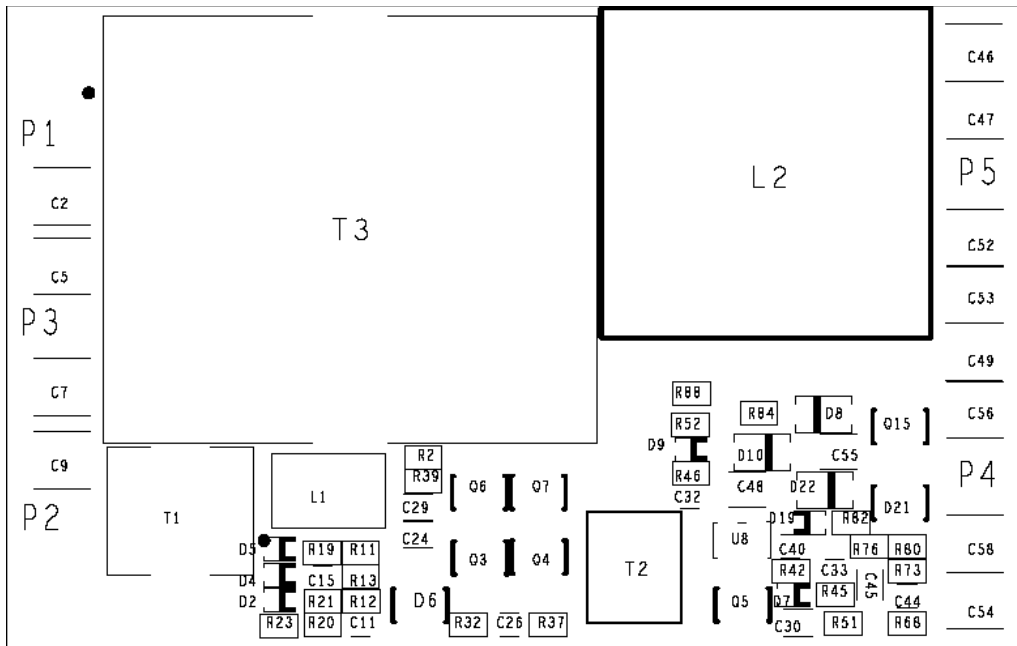 C46
C47
P1
P5
L2
C2
T3
C52
C5
C53
P3
C49
C7
R88
R84
D8
C56
R52
Q15
D9
D10
C55
R2
C9
R46
P4
R39
Q6
Q7
C48
D22
L1
C32
C29
D21
P2
T1
D19
R82
U8
C24
D5
R19
R11
C40
R76
R80
C58
Q3
Q4
T2
R42
C33
R73
D4
C15
R13
C45
D2
R21
R12
D6
Q5
D7
R45
C44
R23
R20
C11
R32
C26
R37
C30
R51
R68
C54